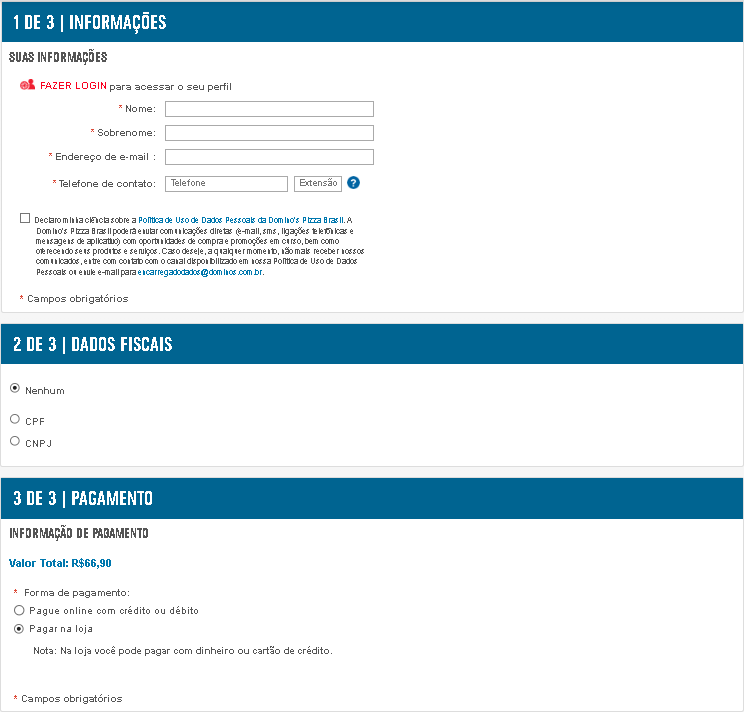 1 DE 3 | INFORMAÇÕES
SUAS INFORMAÇÕES
FAZER LOGIN para acessar o seu perfil
* Nome:
* Sobrenome:
* Endereço de e-mail :
* Telefone de contato: Telefone Extensão ?
Declaro minha ciência sobre a Política de Uso de Dados Pessoais da Domino's Pizza Brasil. A
Domino's Pizza Brasil poderá enviar comunicações diretas (e-mail, sms, ligações telefônicas e
mensagens de aplicativo) com oportunidades de compra e promoções em curso, bem como
oferecendo seus produtos e serviços. Caso deseje, a qualquer momento, não mais receber nossos
comunicados, entre com contato com o canal disponibilizado em nossa Política de Uso de Dados
Pessoais ou envie e-mail para encarregadodados@dominos.com.br.
* Campos obrigatórios
2 DE 3 | DADOS FISCAIS
Nenhum
CPF
CNPJ
3 DE 3 | PAGAMENTO
INFORMAÇÃO DE PAGAMENTO
Valor Total: R$66,90
* Forma de pagamento:
Pague online com crédito ou débito
Pagar na loja
Nota: Na loja você pode pagar com dinheiro ou cartão de crédito.
* Campos obrigatórios